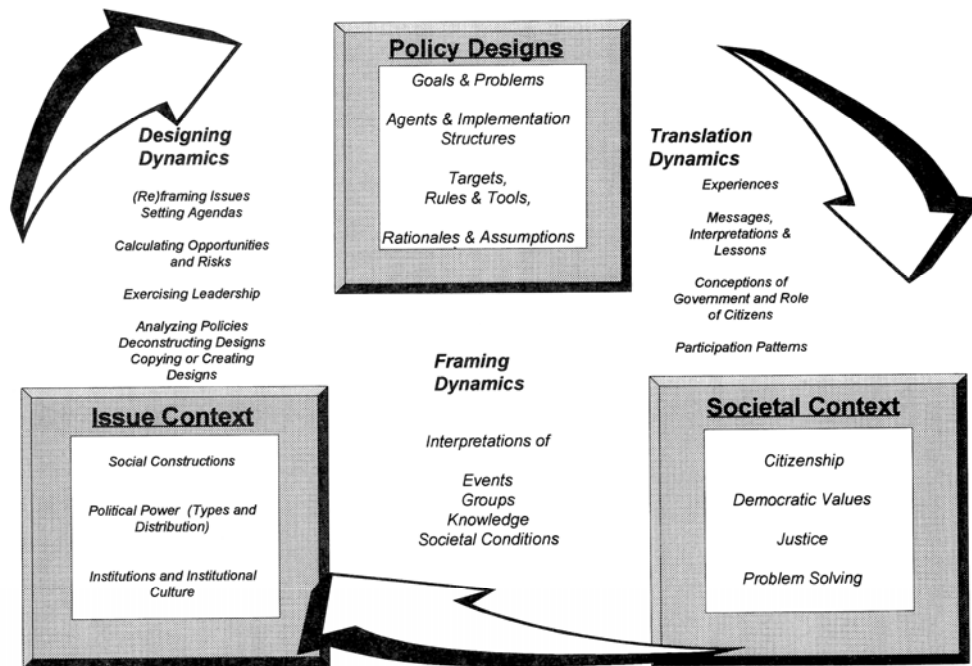 Policy Designs
Goals & Problems
Agents & Implementation
Structures
Targets,
Rules & Tools,
Rationales & Assumptions
Designing
Dynamics
(Re)framing Issues
Setting Agendas
Calculating Opportunities
and Risks
Exercising Leadership
Analyzing Policies
Deconstructing Designs
Copying or Creating
Designs
Translation
Dynamics
Experiences
Messages,
Interpretations &
Lessons
Conceptions of
Government and Role
of Citizens
Participation Patterns
Framing
Dynamics
Interpretations of
Events
Groups
Knowledge
Societal Conditions
Issue Context
Social Constructions
Political Power (Types and
Distribution)
Institutions and Institutional
Culture
Societal Context
Citizenship
Democratic Values
Justice
Problem Solving